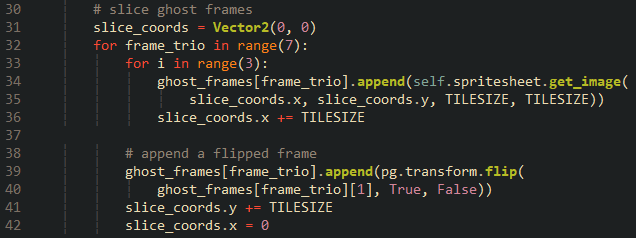 30 # slice ghost frames
31 slice_coords = Vector2(0, 0)
32 for frame_trio in range(7):
33 for i in range(3):
34 ghost_frames[frame_trio].append(self.spritesheet.get_image(
35 slice_coords.x, slice_coords.y, TILESIZE, TILESIZE))
36 slice_coords.x += TILESIZE
37
38 # append a flipped frame
39 ghost_frames[frame_trio].append(pg.transform.flip(
40 ghost_frames[frame_trio][1], True, False))
41 slice_coords.y += TILESIZE
42 slice_coords.x = 0